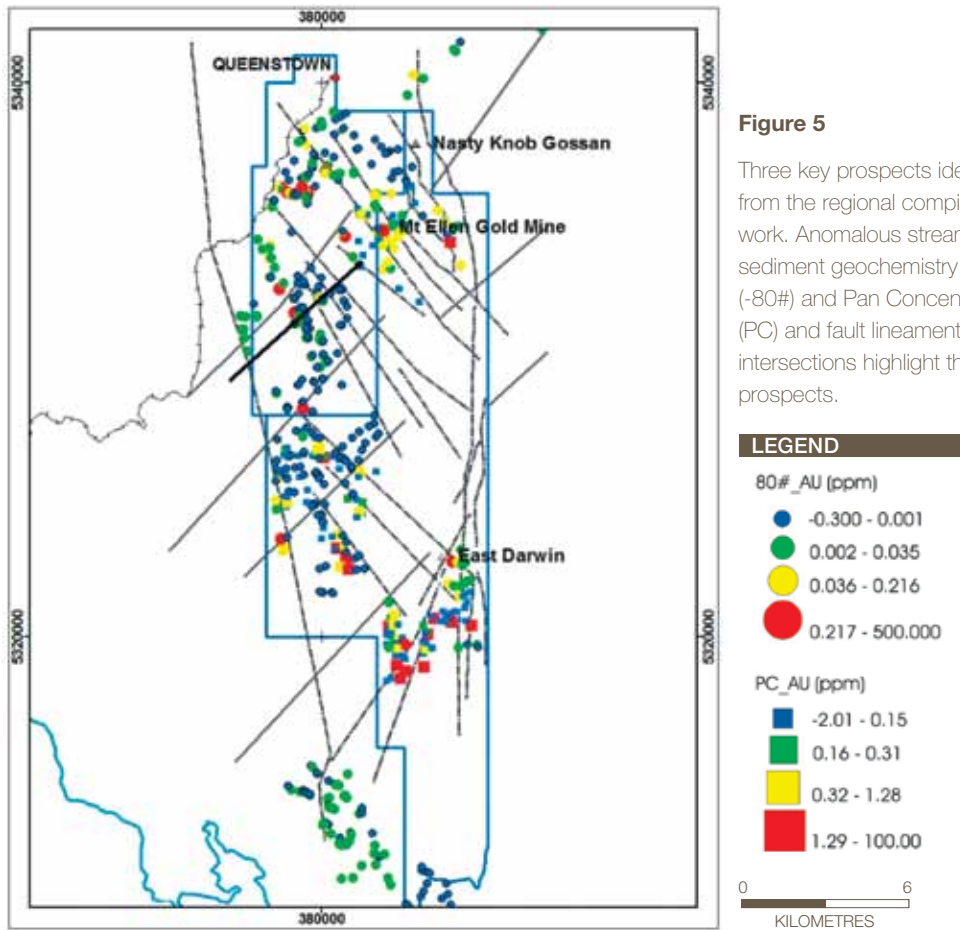 380000
5340000
5340000
QUEENSTOWN
Nasty Knob Gossan
Mt Ellen Gold Mine
East Darwin
5320000
5320000
380000
Figure 5
Three key prospects ide
from the regional compi
work. Anomalous stream
sediment geochemistry
(-80#) and Pan Concen
(PC) and fault lineament
intersections highlight th
prospects.
LEGEND
80#_AU (ppm)
-0.300 - 0.001
0.002 - 0.035
0.036 - 0.216
0.217 - 500.000
PC_AU (ppm)
-2.01 - 0.15
0.16 - 0.31
0.32 - 1.28
1.29 - 100.00
0 6
KILOMETRES